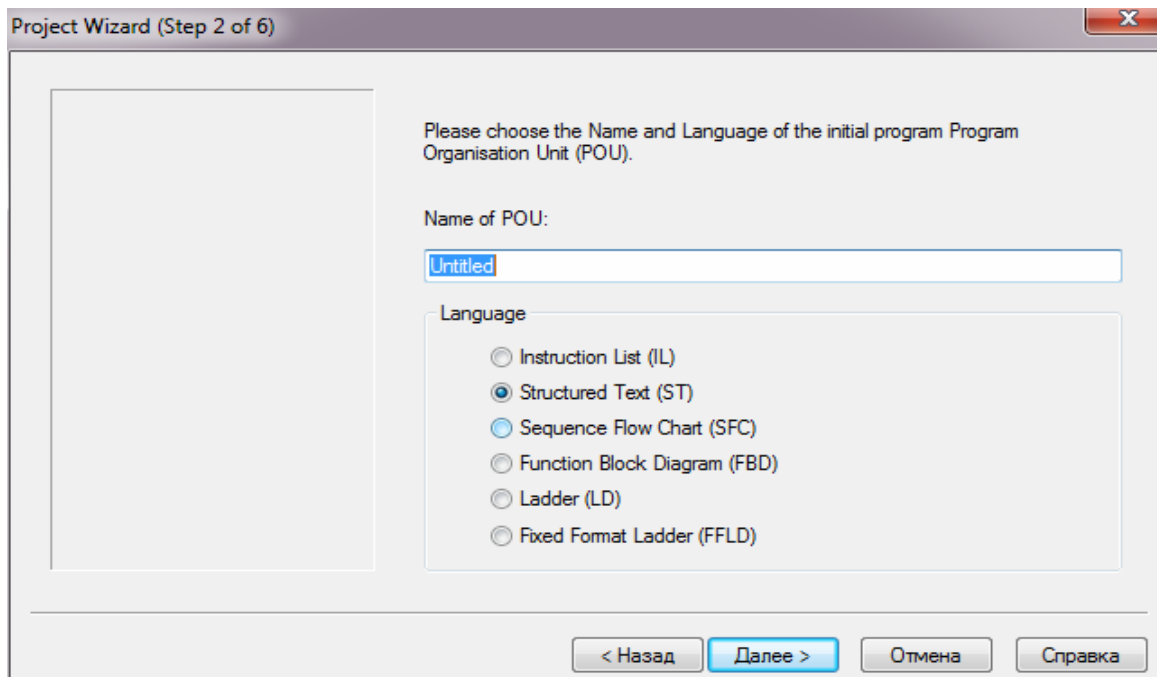 Project Wizard (Step 2 of 6)
Please choose the Name and Language of the initial program Program
Organisation Unit (POU).
Name of POU:
Untitled
Language
Instruction List (IL)
Structured Text (ST)
Sequence Flow Chart (SFC)
Function Block Diagram (FBD)
Ladder (LD)
Fixed Format Ladder (FFLD)
< Назад Далее > Отмена Справка